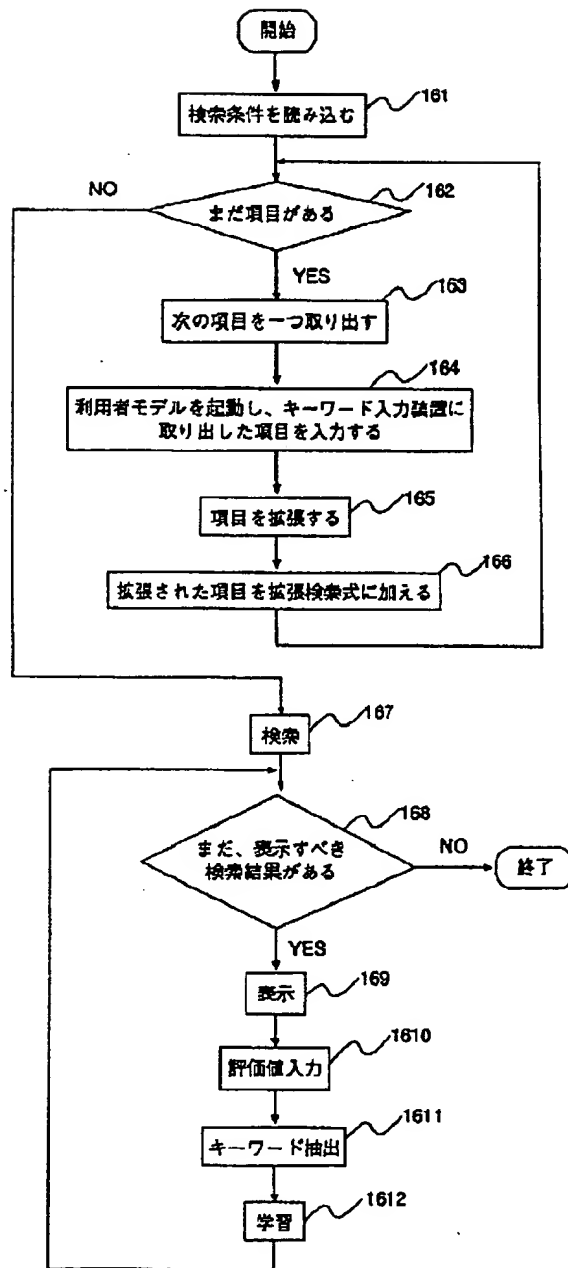 開始
検索条件を読み込む
161
NO
まだ項目がある
162
YES
次の項目を一つ取り出す
163
利用者モデルを起動し、キーワード入力装置に
取り出した項目を入力する
164
項目を拡張する
165
拡張された項目を拡張検索式に加える
166
検索
167
まだ、表示すべき
検索結果がある
168
NO
終了
YES
表示
169
評価値入力
1610
キーワード抽出
1611
学習
1612